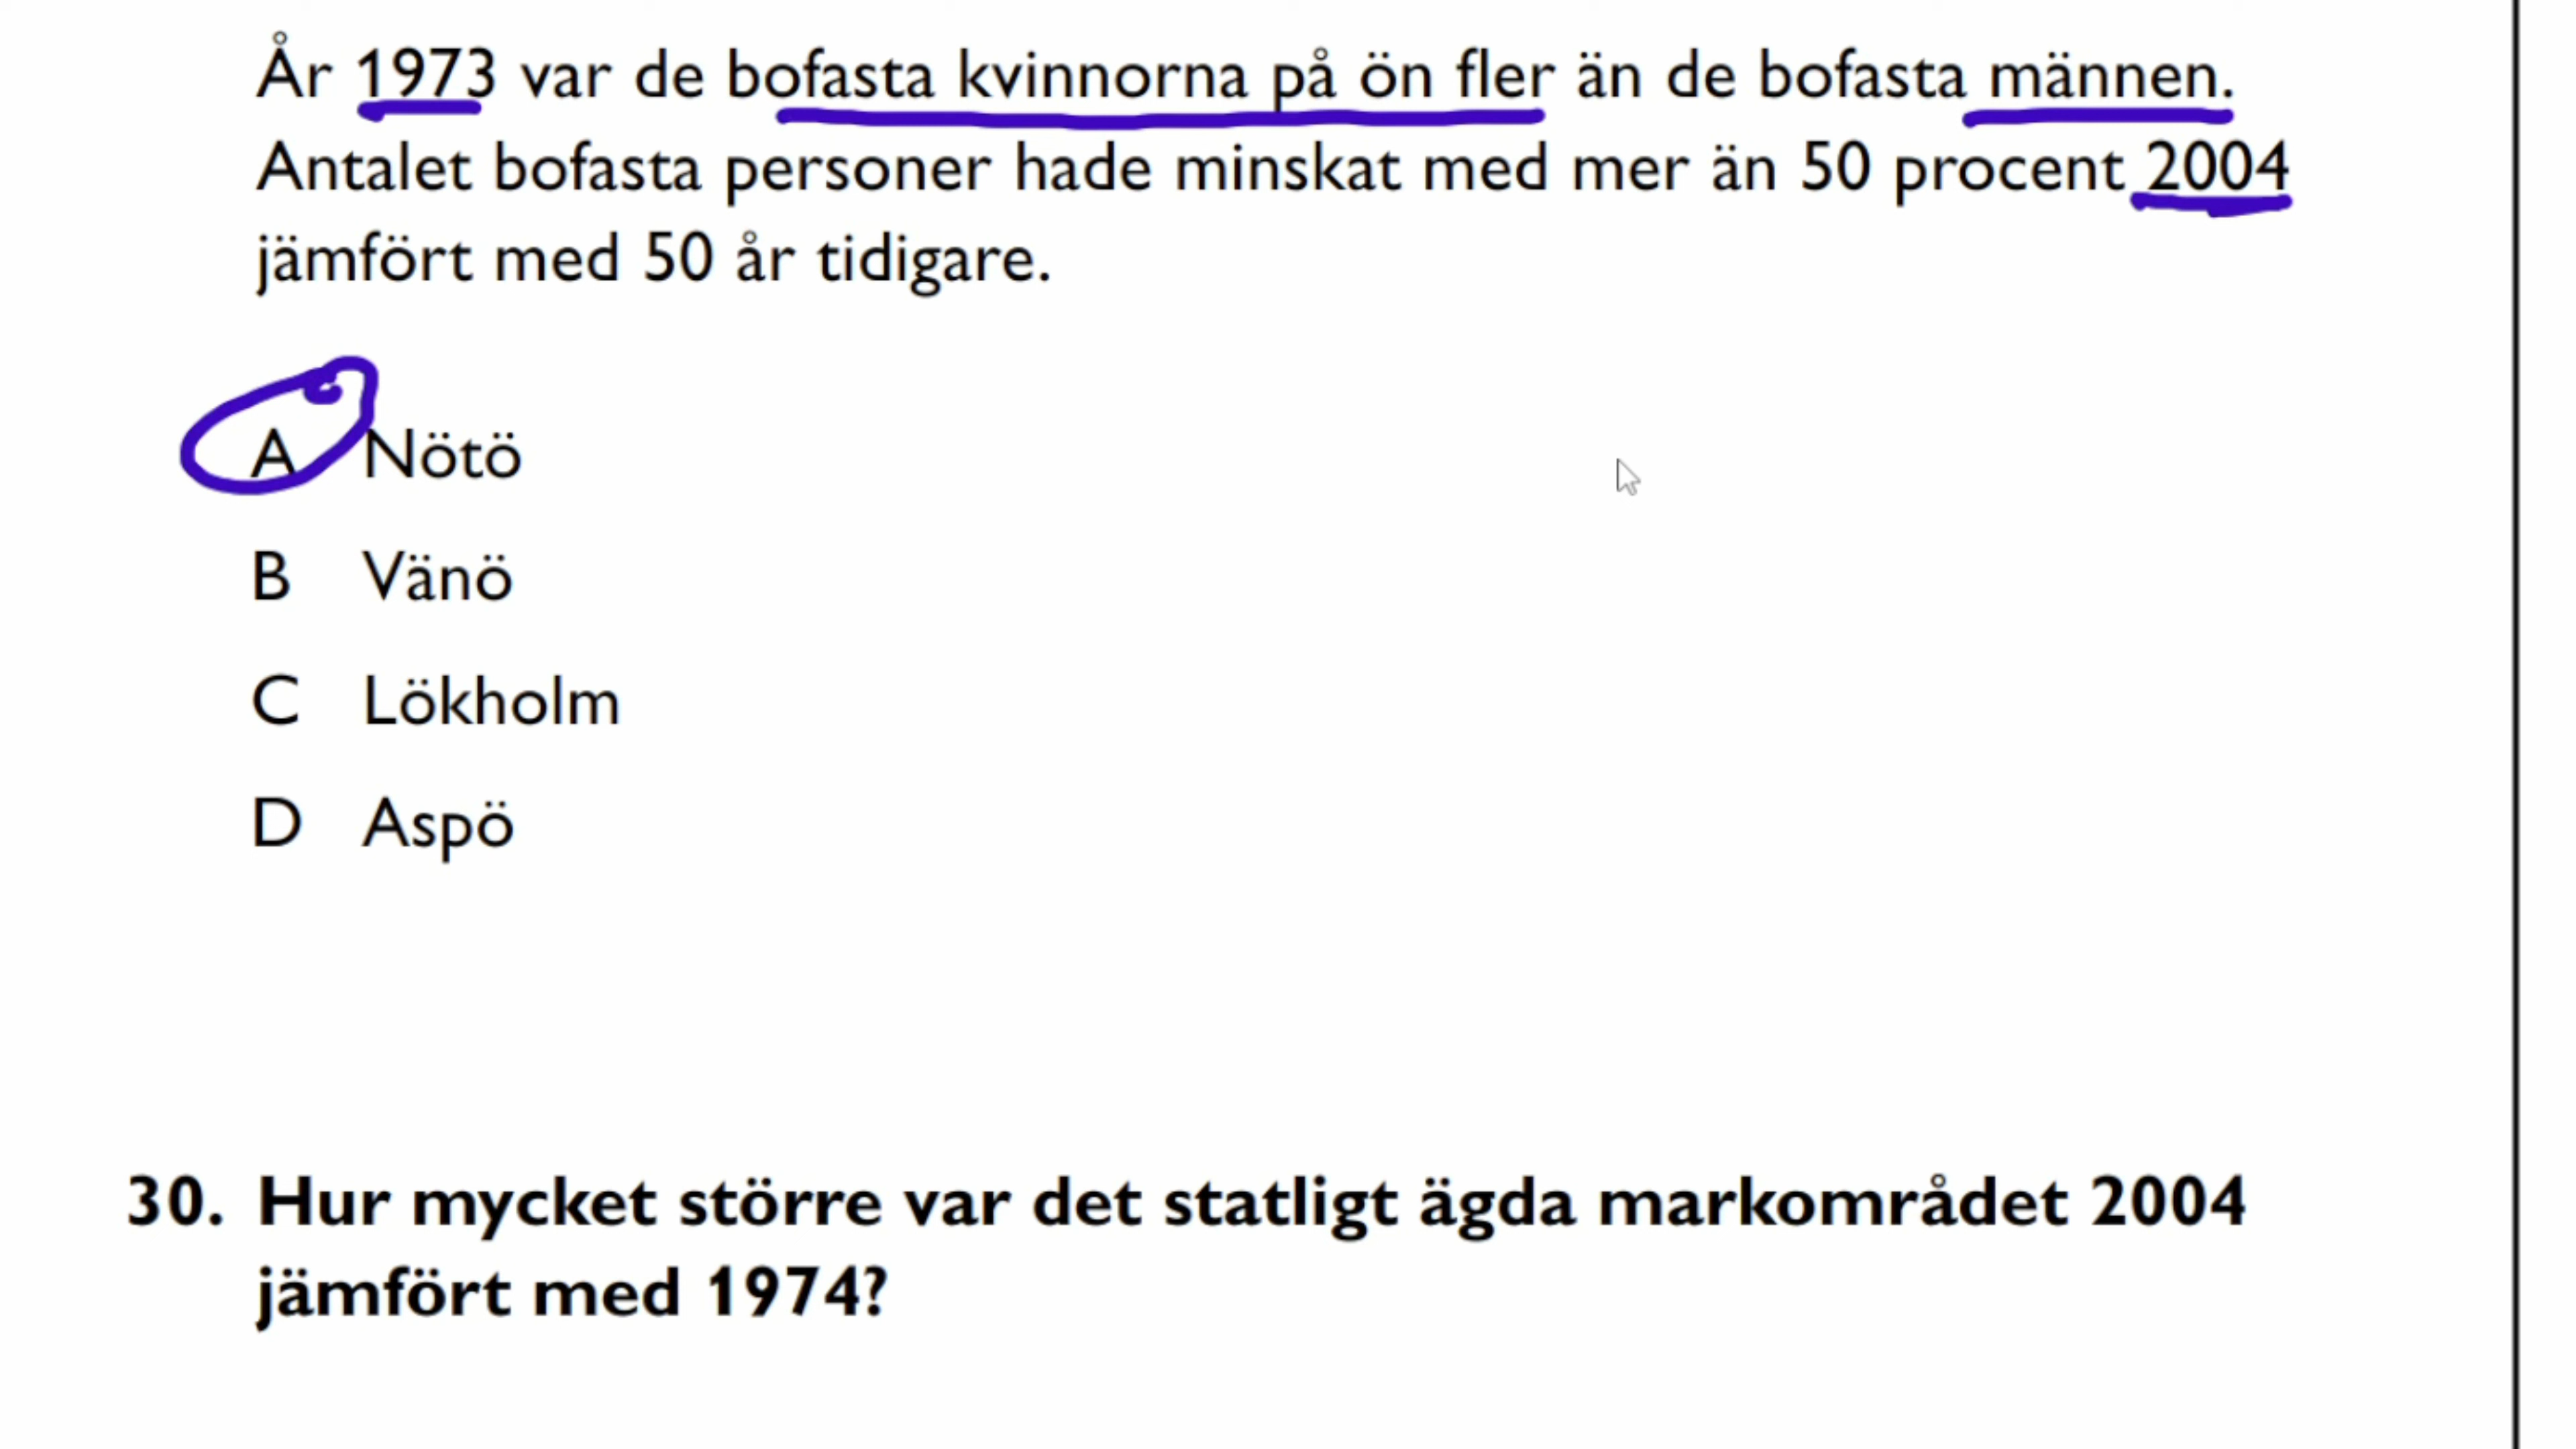 År 1973 var de bofasta kvinnorna på ön fler än de bofasta männen.
Antalet bofasta personer hade minskat med mer än 50 procent 2004
jämfört med 50 år tidigare.
A Nötö
B Vänö
C Lökholm
D Aspö
30. Hur mycket större var det statligt ägda markområdet 2004
jämfört med 1974?